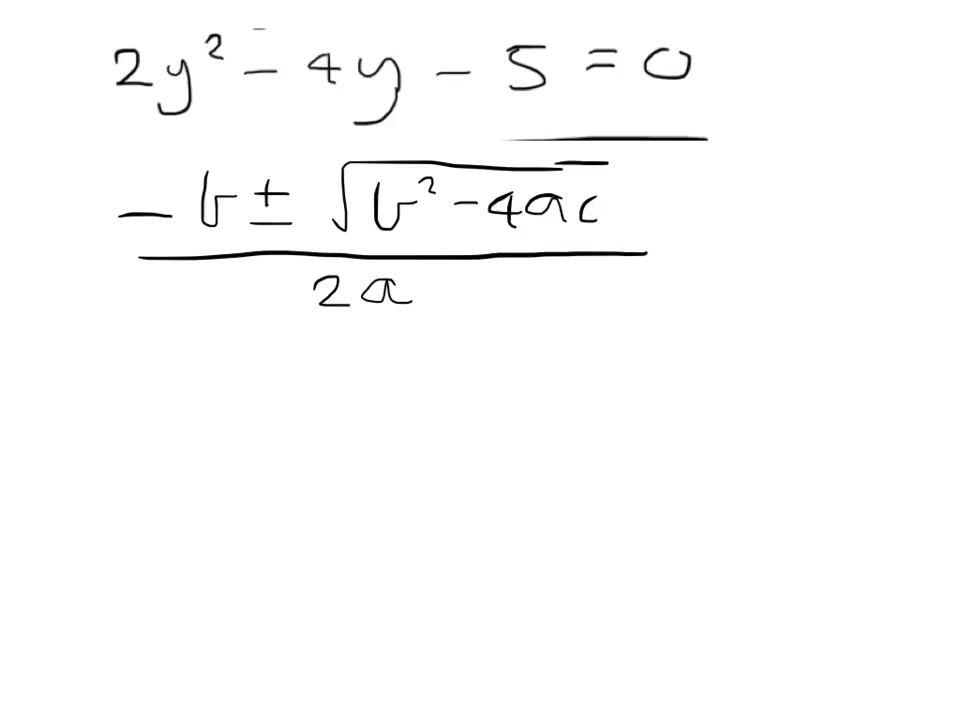 2y² - 4y - 5 = 0
- b ± √b² - 4ac
2a